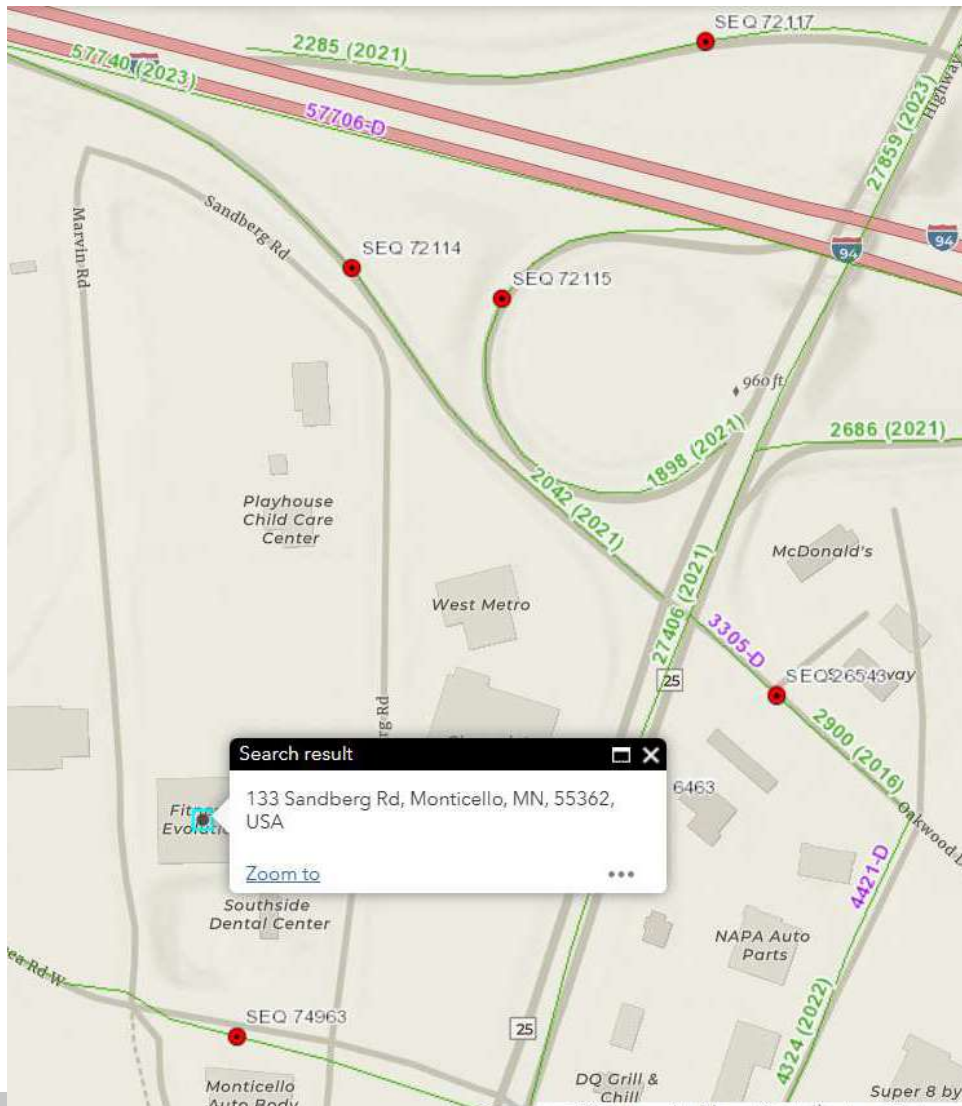 SEQ 72117
2285 (2021)
57740 (2023)
57706-D
27859 (2023)
Marvin Rd
Sandberg Rd
SEQ 72114
SEQ 72115
94
94
960 ft
1898 (2021)
2686 (2021)
2042 (2021)
Playhouse
Child Care
Center
McDonald's
West Metro
27406 (2021)
3305-D
25
SEQ 26543
2900 (2016)
Search result
133 Sandberg Rd, Monticello, MN, 55362,
USA
Zoom to
6463
4421-D
Southside
Dental Center
NAPA Auto
Parts
SEQ 74963
25
4324 (2022)
Monticello
Auto Body
DQ Grill &
Chill
Super 8 by